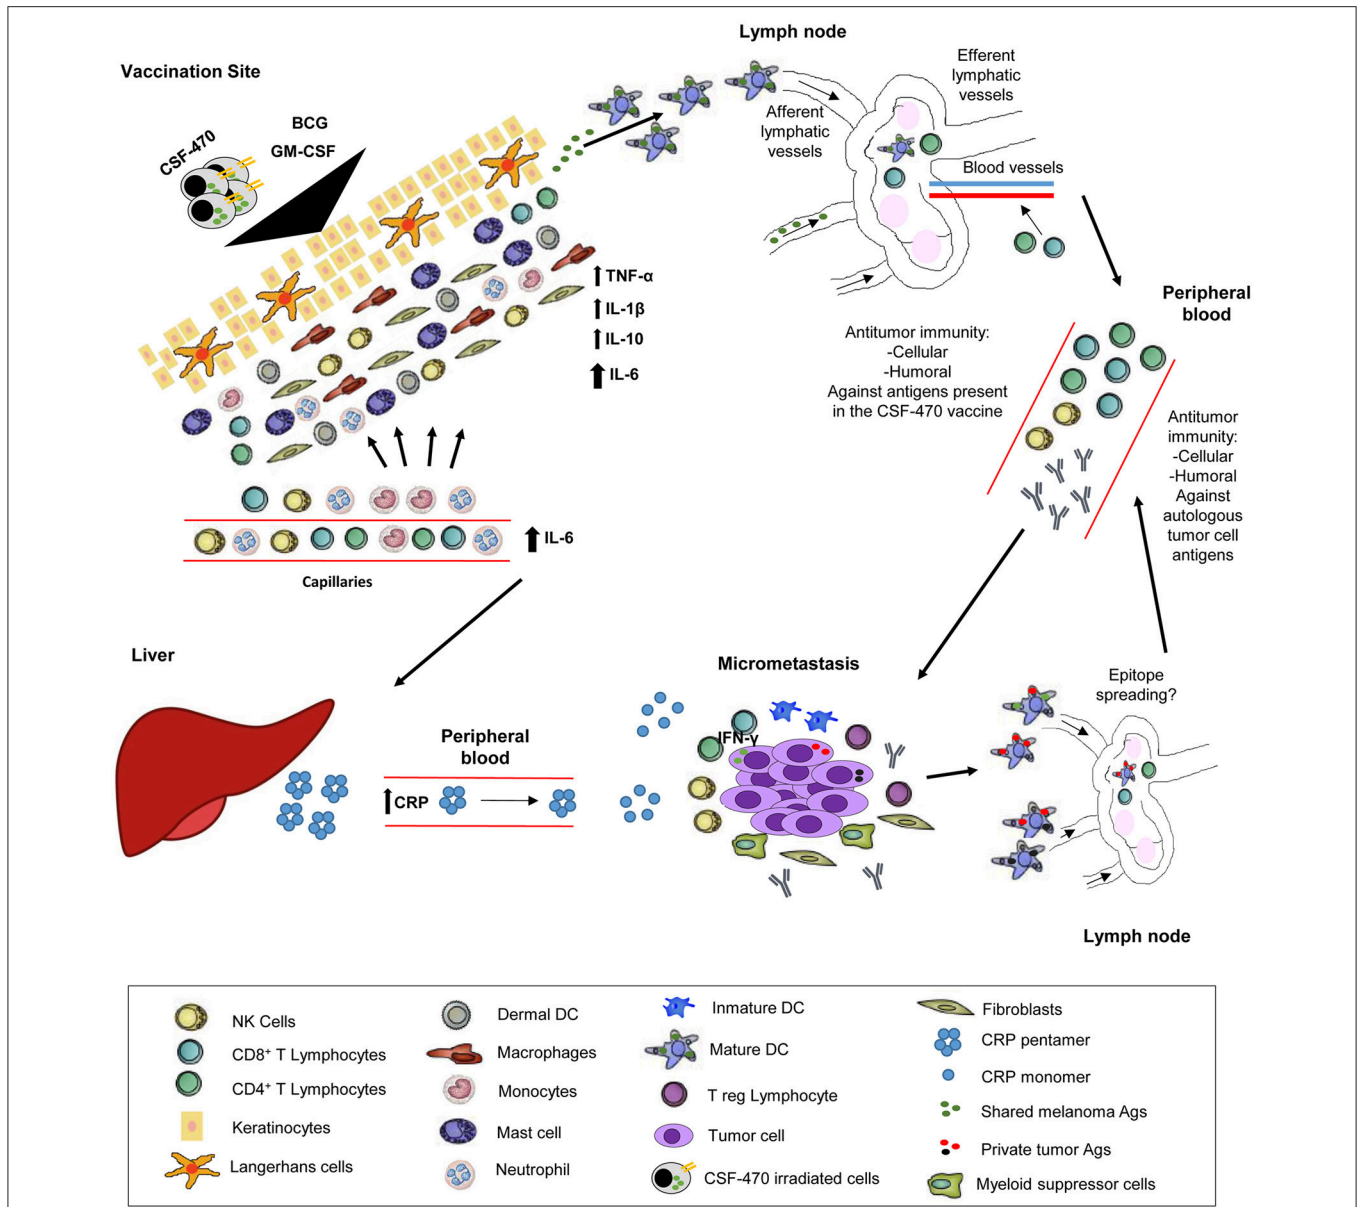 Vaccination Site
CSF-470
BCG
GM-CSF
TNF-α
IL-1β
IL-10
IL-6
IL-6
Capillaries
Lymph node
Afferent
lymphatic
vessels
Efferent
lymphatic
vessels
Blood vessels
Antitumor immunity:
-Cellular
-Humoral
Against antigens present
in the CSF-470 vaccine
Peripheral
blood
Antitumor
immunity:
-Cellular
-Humoral
Against
autologous
tumor cell
antigens
Liver
Peripheral
blood
CRP
Micrometastasis
IFN-γ
Epitope
spreading?
Lymph node
NK Cells
CD8+ T Lymphocytes
CD4+ T Lymphocytes
Keratinocytes
Langerhans cells
Dermal DC
Macrophages
Monocytes
Mast cell
Neutrophil
Inmature DC
Mature DC
T reg Lymphocyte
Tumor cell
CSF-470 irradiated cells
Fibroblasts
CRP pentamer
CRP monomer
Shared melanoma Ags
Private tumor Ags
Myeloid suppressor cells